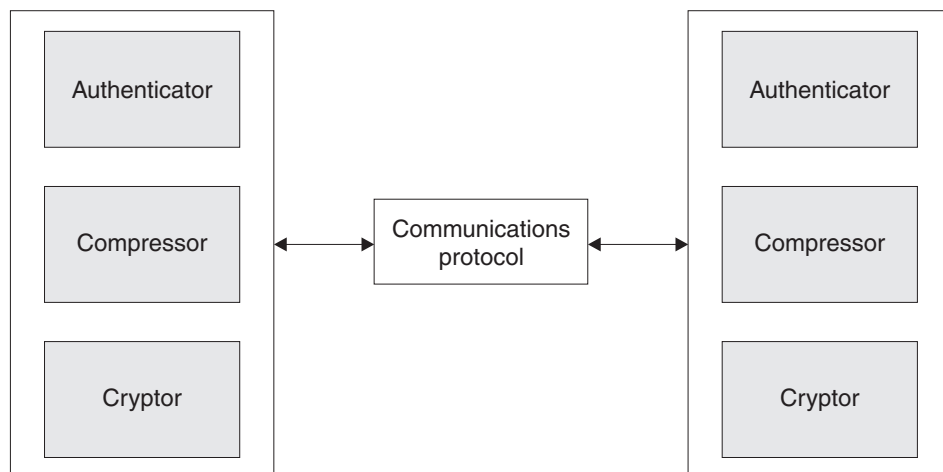 Authenticator
Compressor
Cryptor
Communications
protocol
Authenticator
Compressor
Cryptor